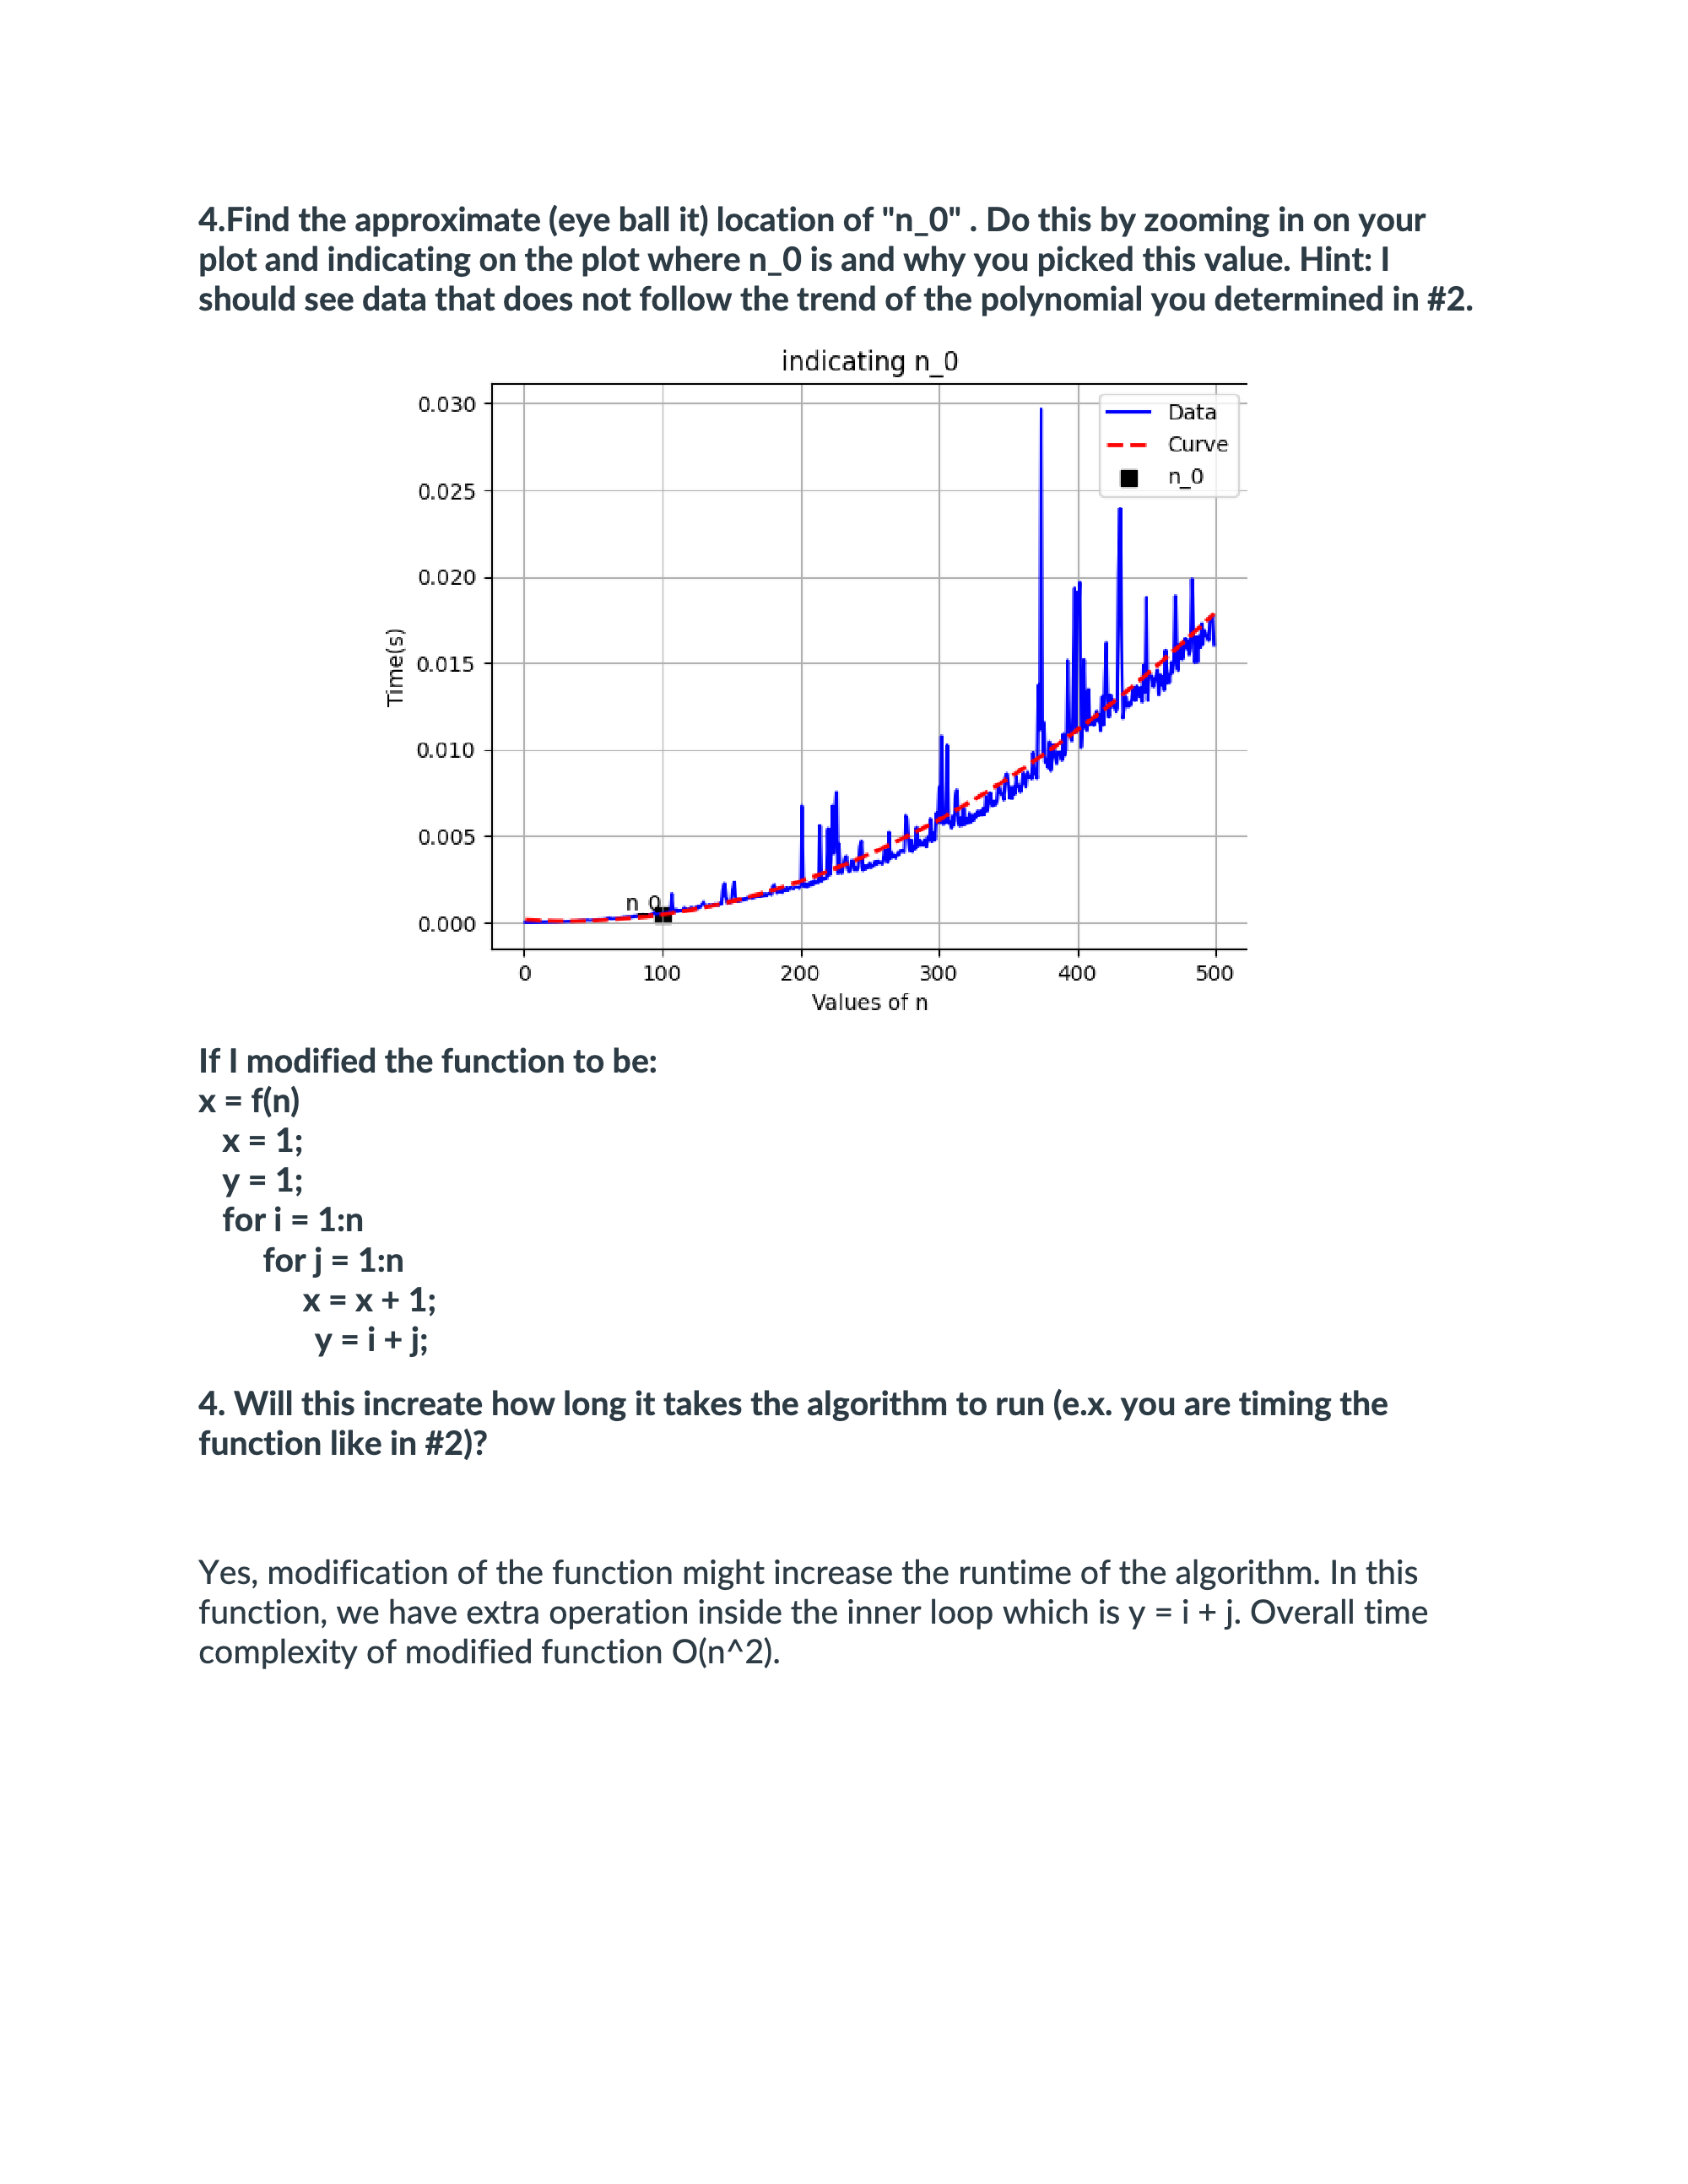 4.Find the approximate (eye ball it) location of "n_0" . Do this by zooming in on your
plot and indicating on the plot where n_0 is and why you picked this value. Hint: I
should see data that does not follow the trend of the polynomial you determined in #2.
indicating n_0
0.030
0.025
0.020
0.015
0.010
0.005
0.000
Time(s)
Data
Curve
n_0
n_0
0 100 200 300 400 500
Values of n
If I modified the function to be:
x = f(n)
x = 1;
y = 1;
for i = 1:n
for j = 1:n
x = x + 1;
y = i + j;
4. Will this increate how long it takes the algorithm to run (e.x. you are timing the
function like in #2)?
Yes, modification of the function might increase the runtime of the algorithm. In this
function, we have extra operation inside the inner loop which is y = i + j. Overall time
complexity of modified function O(n^2).